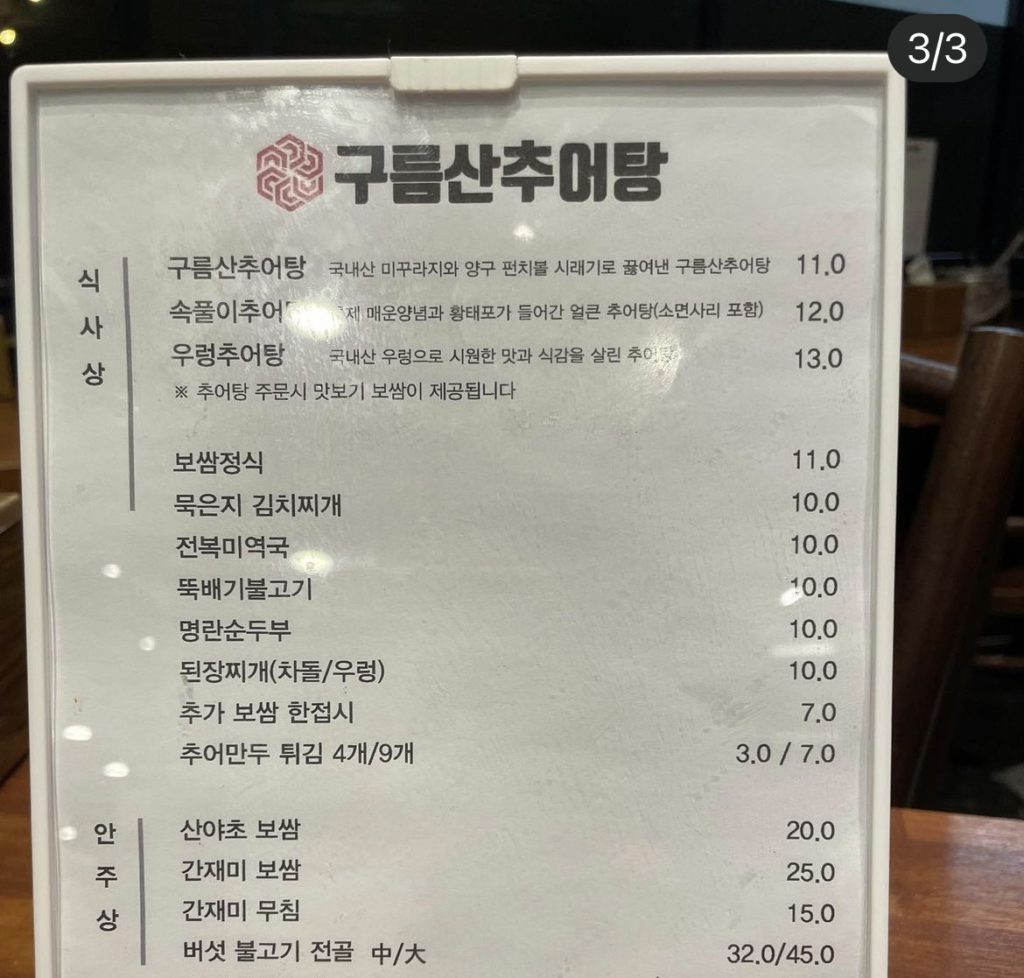 3/3
구름산추어탕
식사상
구름산추어탕 국내산 미꾸라지와 양구 펀치볼 시래기로 끓여낸 구름산추어탕 11.0
속풀이추어 매운양념과 황태포가 들어간 얼큰 추어탕(소면사리 포함) 12.0
우렁추어탕 국내산 우렁으로 시원한 맛과 식감을 살린 추어탕 13.0
※ 추어탕 주문시 맛보기 보쌈이 제공됩니다
보쌈정식 11.0
묵은지 김치찌개 10.0
전복미역국 10.0
뚝배기불고기 10.0
명란순두부 10.0
된장찌개(차돌/우렁) 10.0
추가 보쌈 한접시 7.0
추어만두 튀김 4개/9개 3.0 / 7.0
안주상
산야초 보쌈 20.0
간재미 보쌈 25.0
간재미 무침 15.0
버섯 불고기 전골 中/大 32.0/45.0